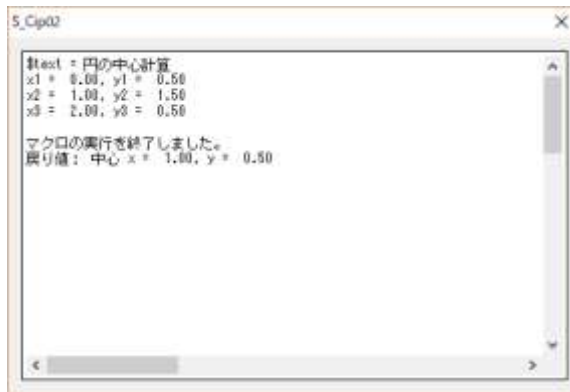 S_Cip02
$text = 円の中心計算
x1 =  0.00, y1 =  0.50
x2 =  1.00, y2 =  1.50
x3 =  2.00, y3 =  0.50
マクロの実行を終了しました。
戻り値: 中心 x =  1.00, y =  0.50